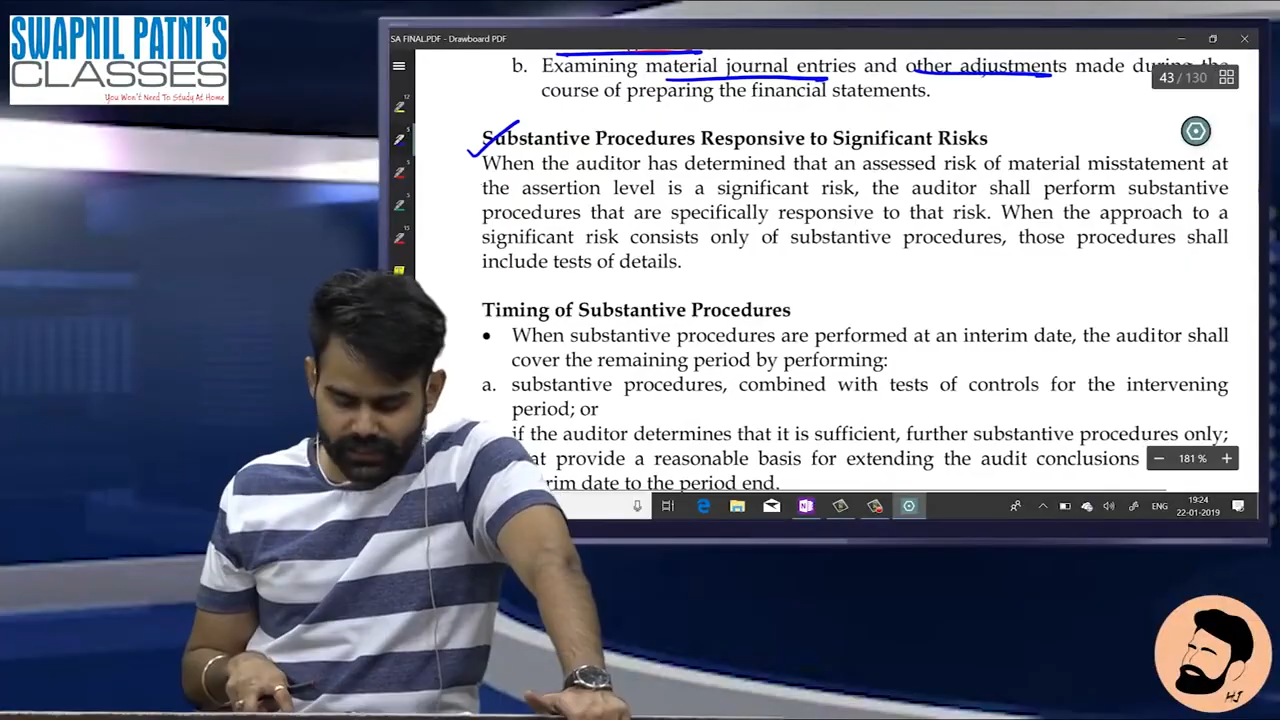 SWAPNIL PATNI'S
CLASSES
You Won't Need To Study At Home
SA FINAL.PDF - Drawboard PDF
b. Examining material journal entries and other adjustments made during the
course of preparing the financial statements.
43 / 130
Substantive Procedures Responsive to Significant Risks
When the auditor has determined that an assessed risk of material misstatement at
the assertion level is a significant risk, the auditor shall perform substantive
procedures that are specifically responsive to that risk. When the approach to a
significant risk consists only of substantive procedures, those procedures shall
include tests of details.
Timing of Substantive Procedures
• When substantive procedures are performed at an interim date, the auditor shall
cover the remaining period by performing:
a. substantive procedures, combined with tests of controls for the intervening
period; or
if the auditor determines that it is sufficient, further substantive procedures only;
provide a reasonable basis for extending the audit conclusions
date to the period end.
181 %
ENG
19:24
22-01-2019
HJ